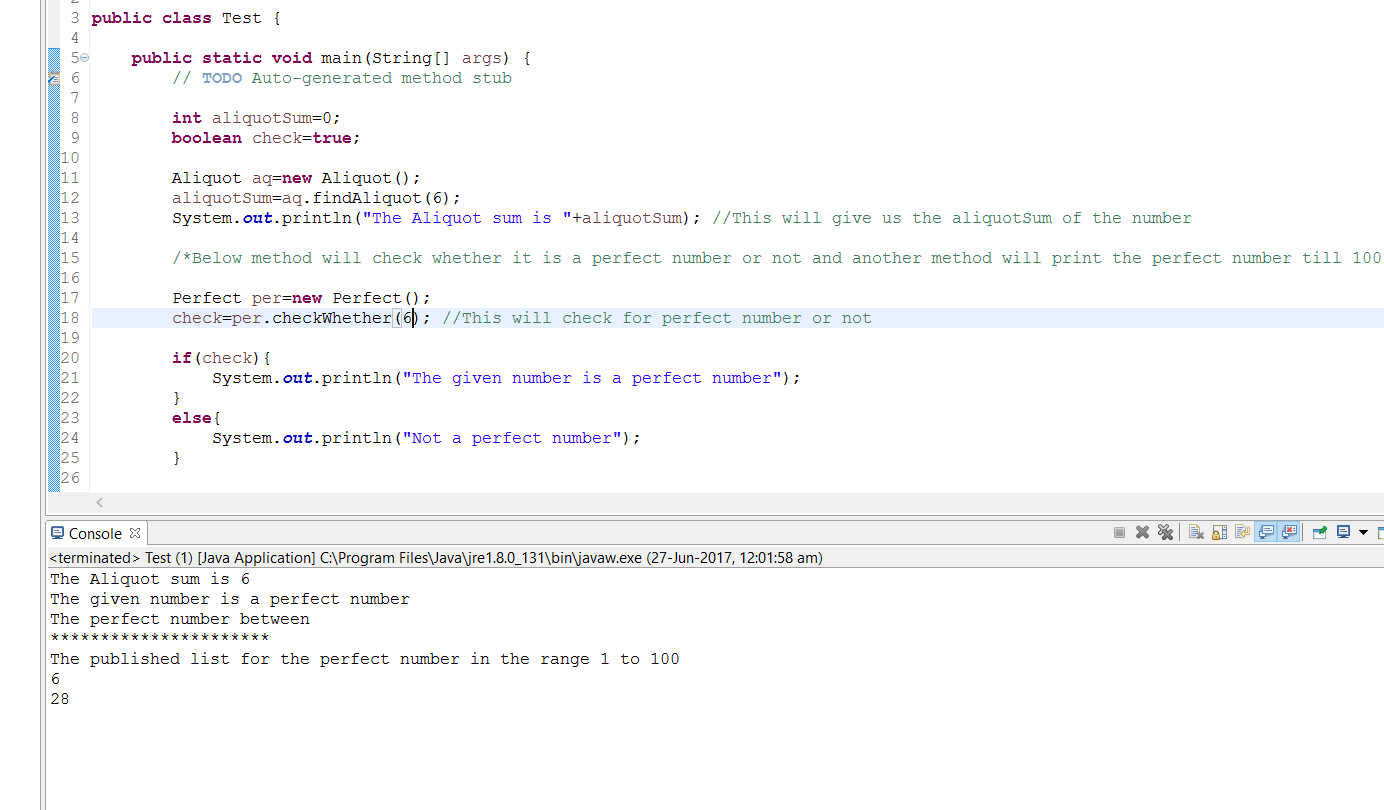 3 public class Test {
4
5 public static void main(String[] args) {
6 // TODO Auto-generated method stub
7
8 int aliquotSum=0;
9 boolean check=true;
10
11 Aliquot aq=new Aliquot();
12 aliquotSum=aq.findAliquot(6);
13 System.out.println("The Aliquot sum is "+aliquotSum); //This will give us the aliquotSum of the number
14
15 /*Below method will check whether it is a perfect number or not and another method will print the perfect number till 100
16
17 Perfect per=new Perfect();
18 check=per.checkWhether(6); //This will check for perfect number or not
19
20 if(check){
21 System.out.println("The given number is a perfect number");
22 }
23 else{
24 System.out.println("Not a perfect number");
25 }
26
Console
<terminated> Test (1) [Java Application] C:\Program Files\Java\jre1.8.0_131\bin\javaw.exe (27-Jun-2017, 12:01:58 am)
The Aliquot sum is 6
The given number is a perfect number
The perfect number between
**********************
The published list for the perfect number in the range 1 to 100
6
28